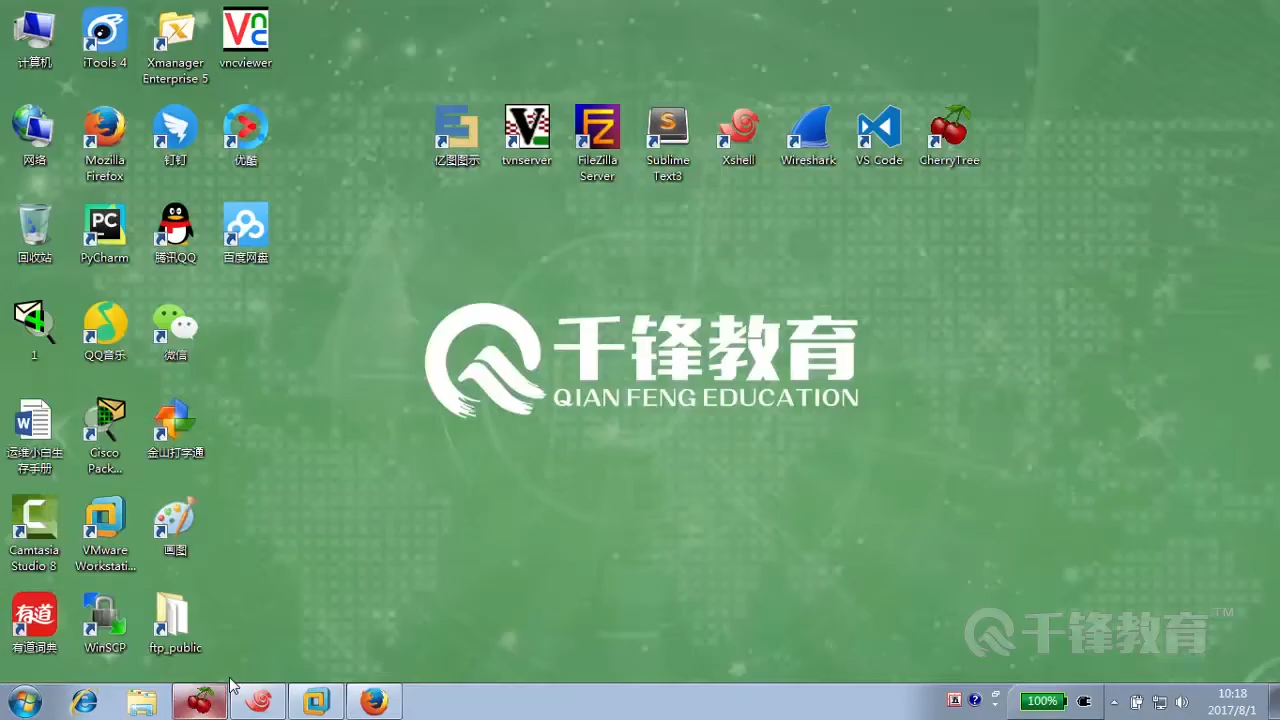 计算机
iTools 4
Xmanager
Enterprise 5
vncviewer
网络
Mozilla
Firefox
钉钉
优酷
亿图图示
tvnserver
FileZilla
Server
Sublime
Text3
Xshell
Wireshark
VS Code
CherryTree
回收站
PyCharm
腾讯QQ
百度网盘
1
QQ音乐
微信
千锋教育
QIAN FENG EDUCATION
运维小白生
存手册
Cisco
Pack...
金山打字通
Camtasia
Studio 8
VMware
Workstati...
画图
有道
有道词典
WinSCP
ftp_public
千锋教育™
100%
10:18
2017/8/1